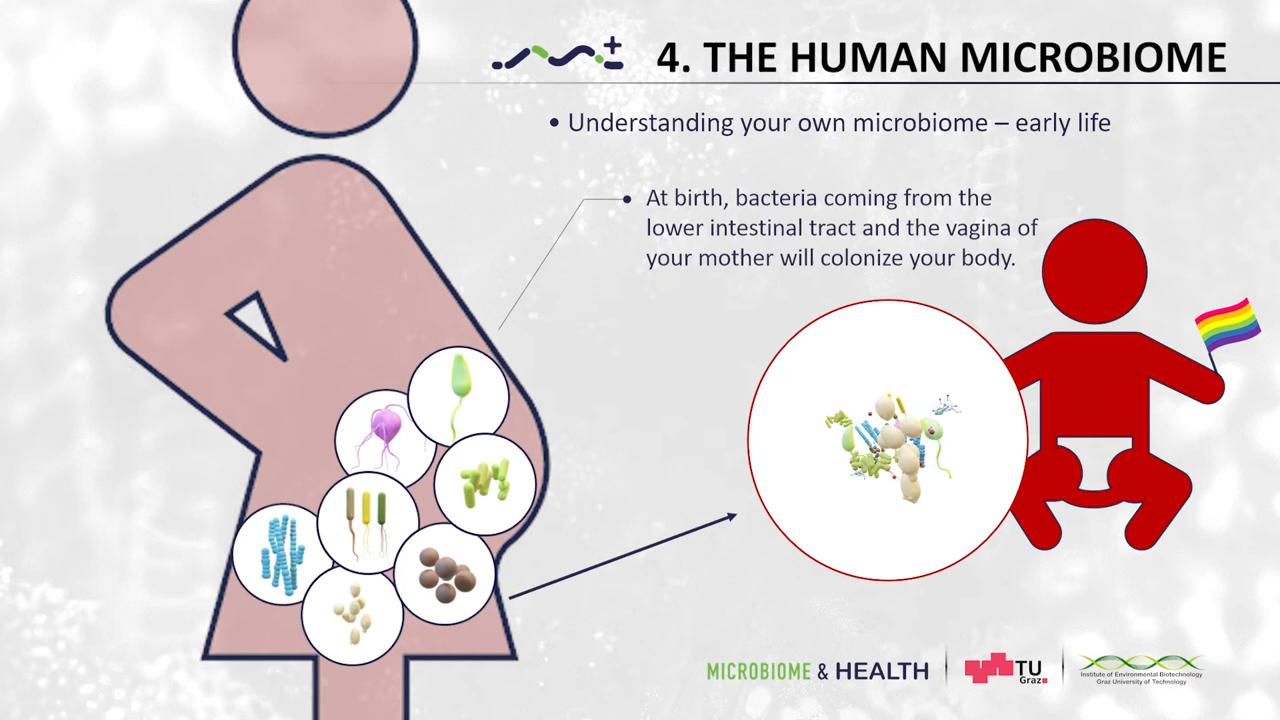 4. THE HUMAN MICROBIOME
• Understanding your own microbiome – early life
• At birth, bacteria coming from the
lower intestinal tract and the vagina of
your mother will colonize your body.
MICROBIOME & HEALTH
TU
Graz
Institute of Environmental Biotechnology
Graz University of Technology